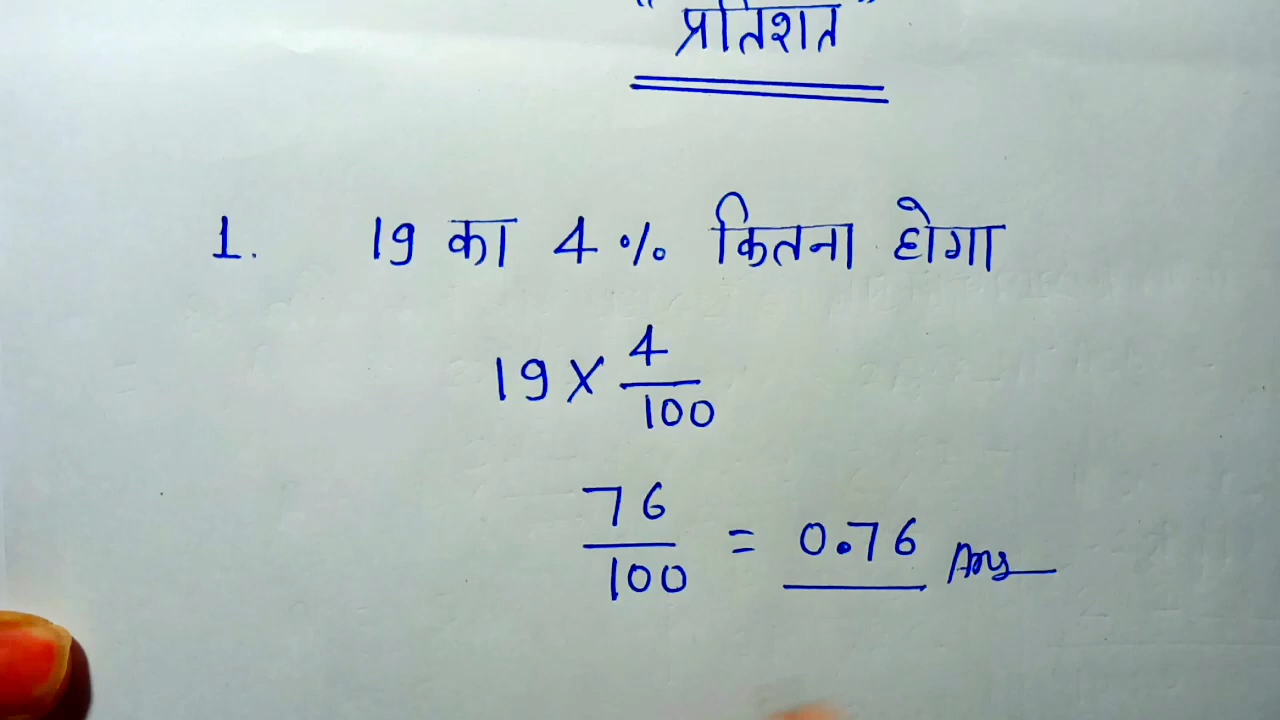 "प्रतिशत"
1. 19 का 4% कितना होगा
19 × 4/100
76/100 = 0.76 Ans